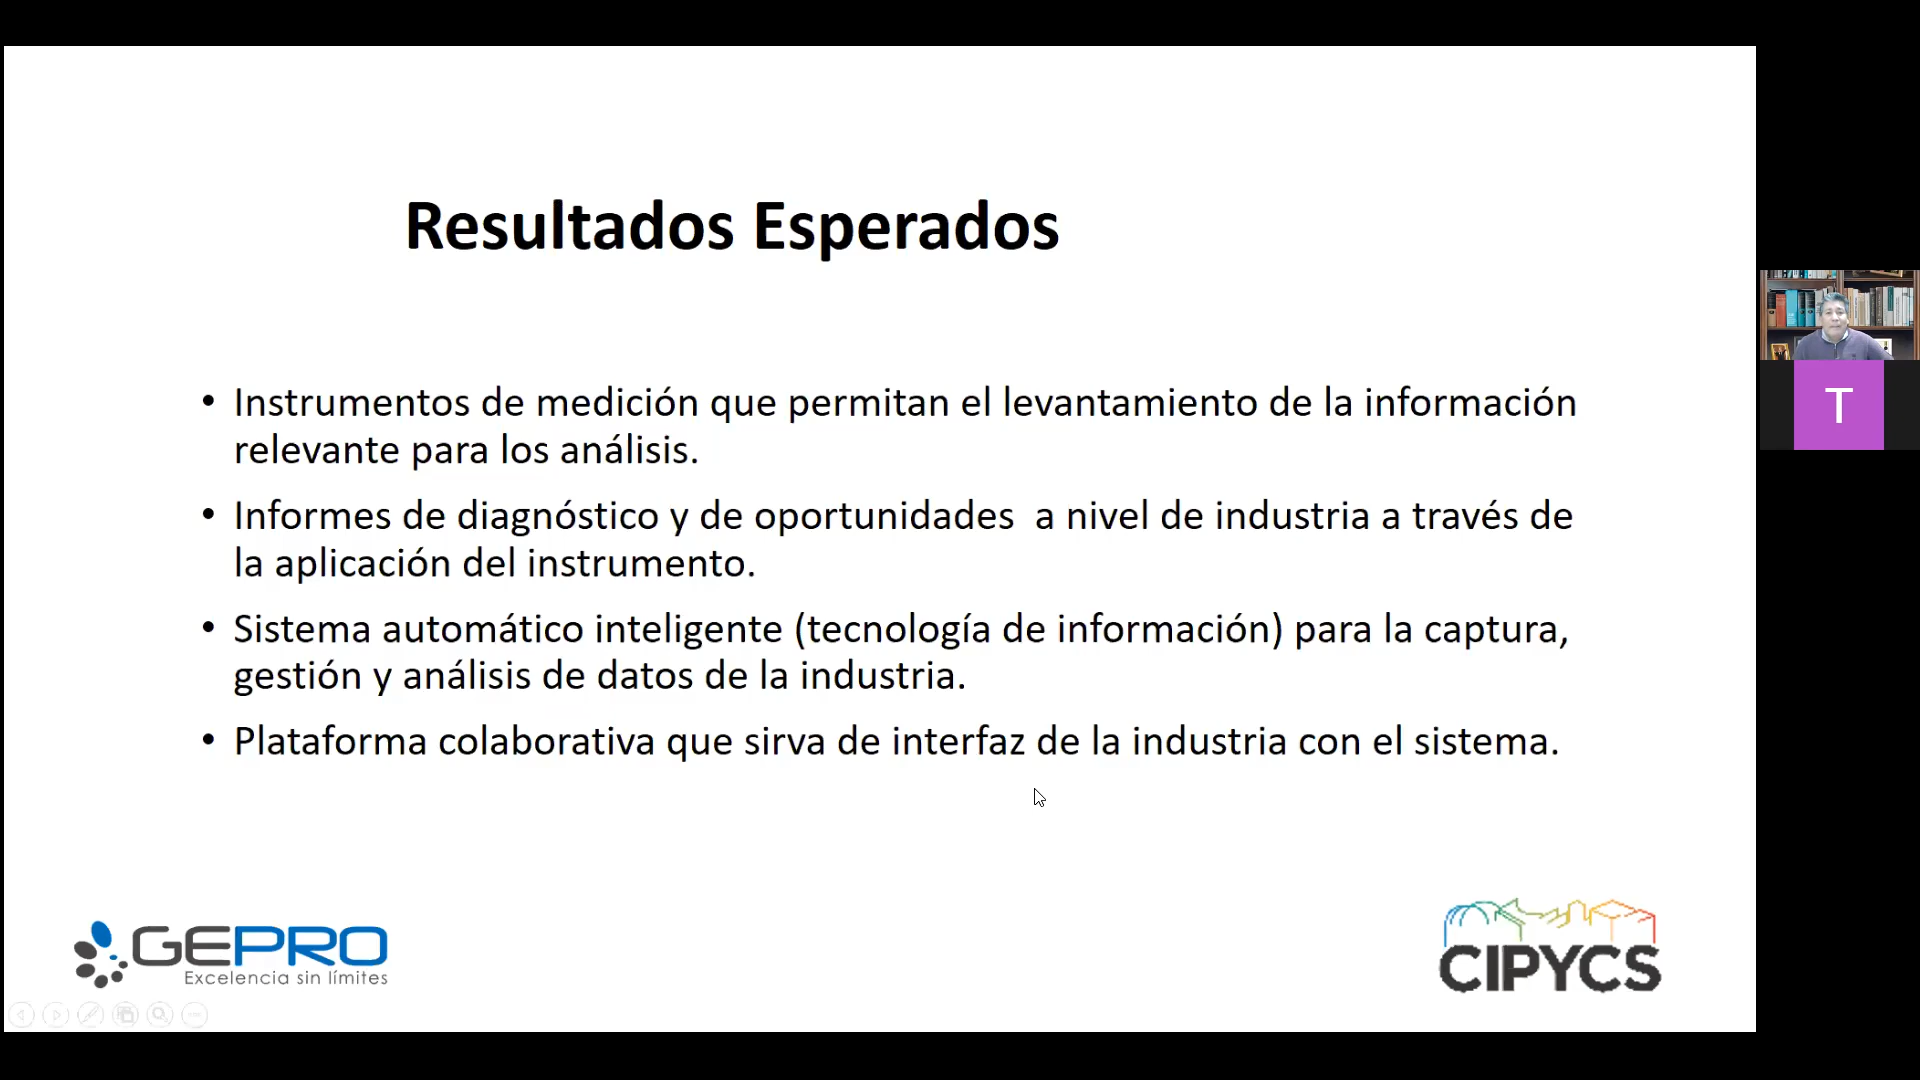 Resultados Esperados
• Instrumentos de medición que permitan el levantamiento de la información
relevante para los análisis.
• Informes de diagnóstico y de oportunidades  a nivel de industria a través de
la aplicación del instrumento.
• Sistema automático inteligente (tecnología de información) para la captura,
gestión y análisis de datos de la industria.
• Plataforma colaborativa que sirva de interfaz de la industria con el sistema.
GEPRO
Excelencia sin límites
CIPYCS
T